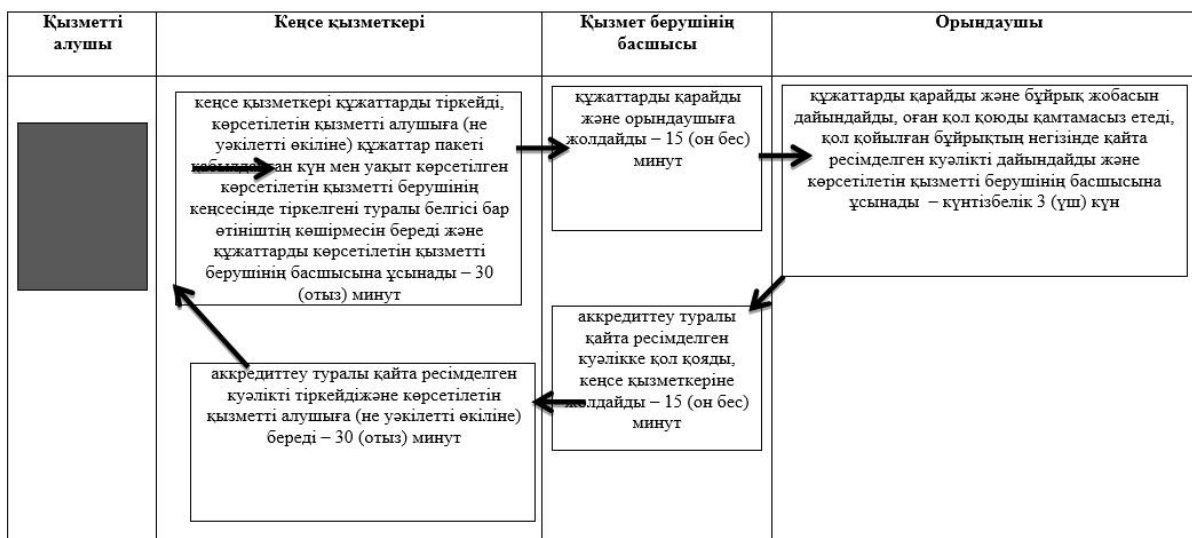 Қызметті
алушы
Кеңсе қызметкері
Қызмет берушінің
басшысы
Орындаушы
кеңсе қызметкері құжаттарды тіркейді,
көрсетілетін қызметті алушыға (не
уәкілетті өкіліне) құжаттар пакеті
күн мен уақыт көрсетілген
көрсетілетін қызметті берушінің
кеңсесінде тіркелгені туралы белгісі бар
өтініштің көшірмесін береді және
құжаттарды көрсетілетін қызметті
берушінің басшысына ұсынады – 30
(отыз) минут
құжаттарды қарайды
және орындаушыға
жолдайды – 15 (он бес)
минут
құжаттарды қарайды және бұйрық жобасын
дайындайды, оған қол қоюды қамтамасыз етеді,
қол қойылған бұйрықтың негізінде қайта
ресімделген куәлікті дайындайды және
көрсетілетін қызметті берушінің басшысына
ұсынады – күнтізбелік 3 (үш) күн
аккредиттеу туралы
қайта ресімделген
куәлікке қол қояды,
кеңсе қызметкеріне
жолдайды – 15 (он бес)
минут
аккредиттеу туралы қайта ресімделген
куәлікті тіркейдіжәне көрсетілетін
қызметті алушыға (не уәкілетті өкіліне)
береді – 30 (отыз) минут